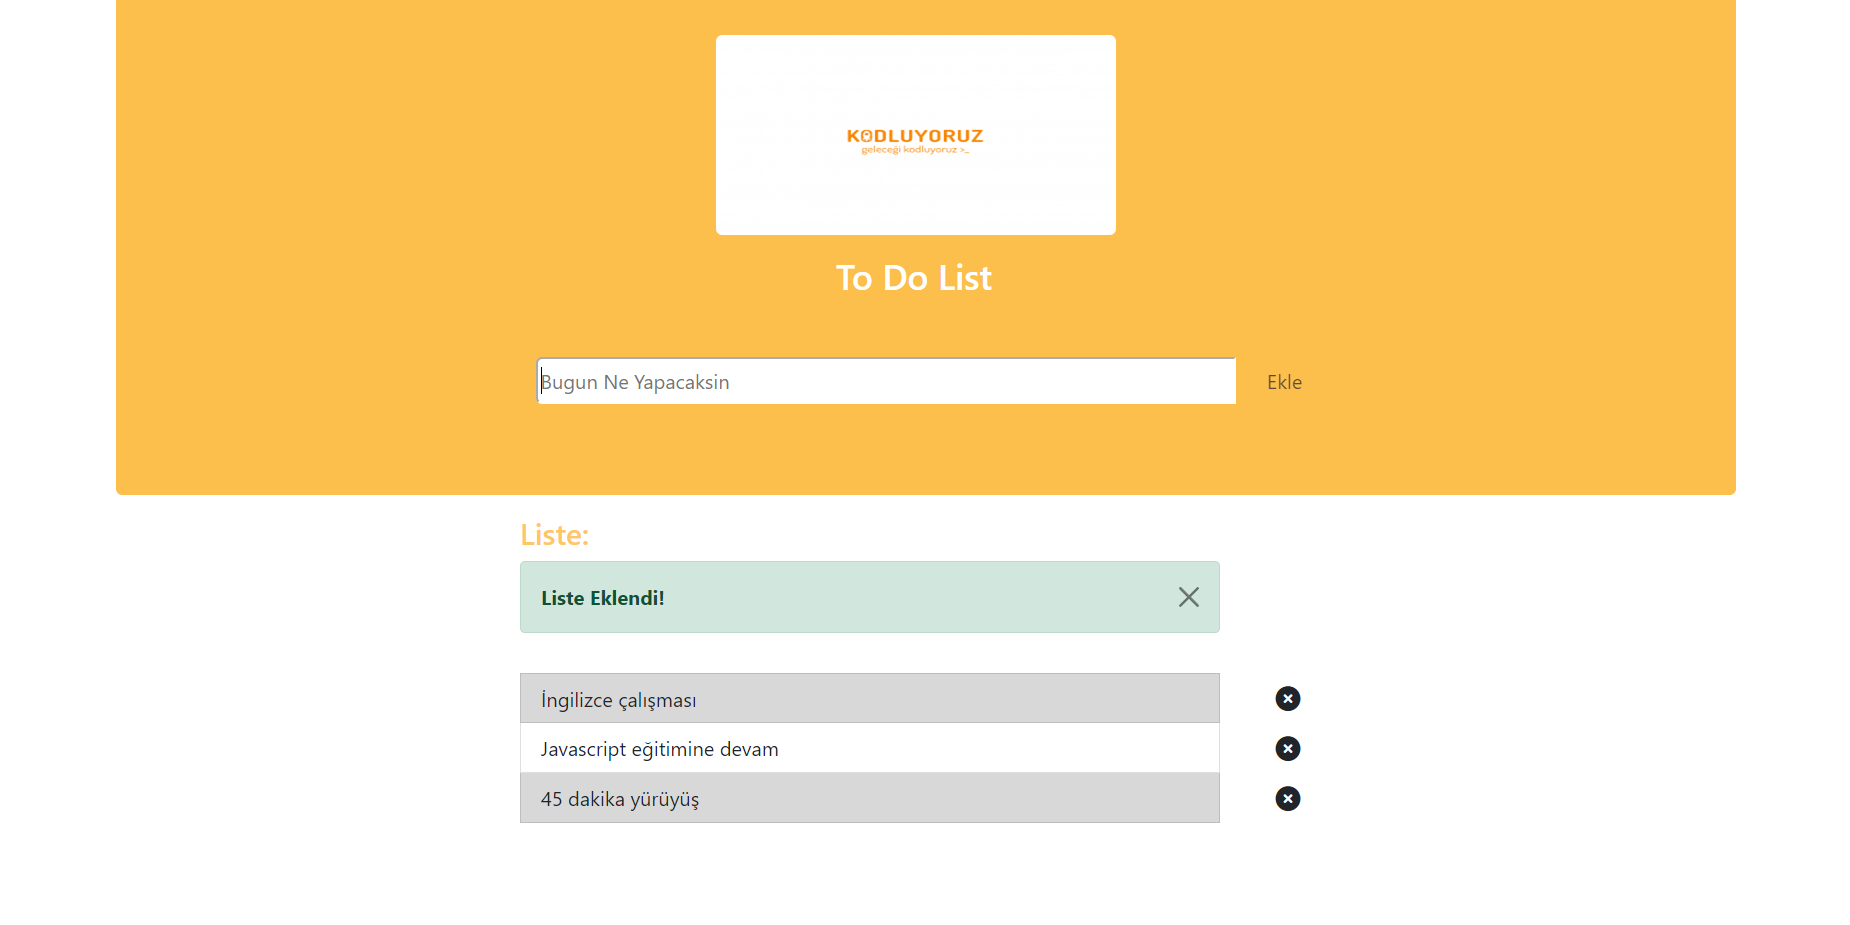 KODLUYORUZ
geleceği kodluyoruz >_
To Do List
Bugun Ne Yapacaksin
Ekle
Liste:
Liste Eklendi!
İngilizce çalışması
Javascript eğitimine devam
45 dakika yürüyüş